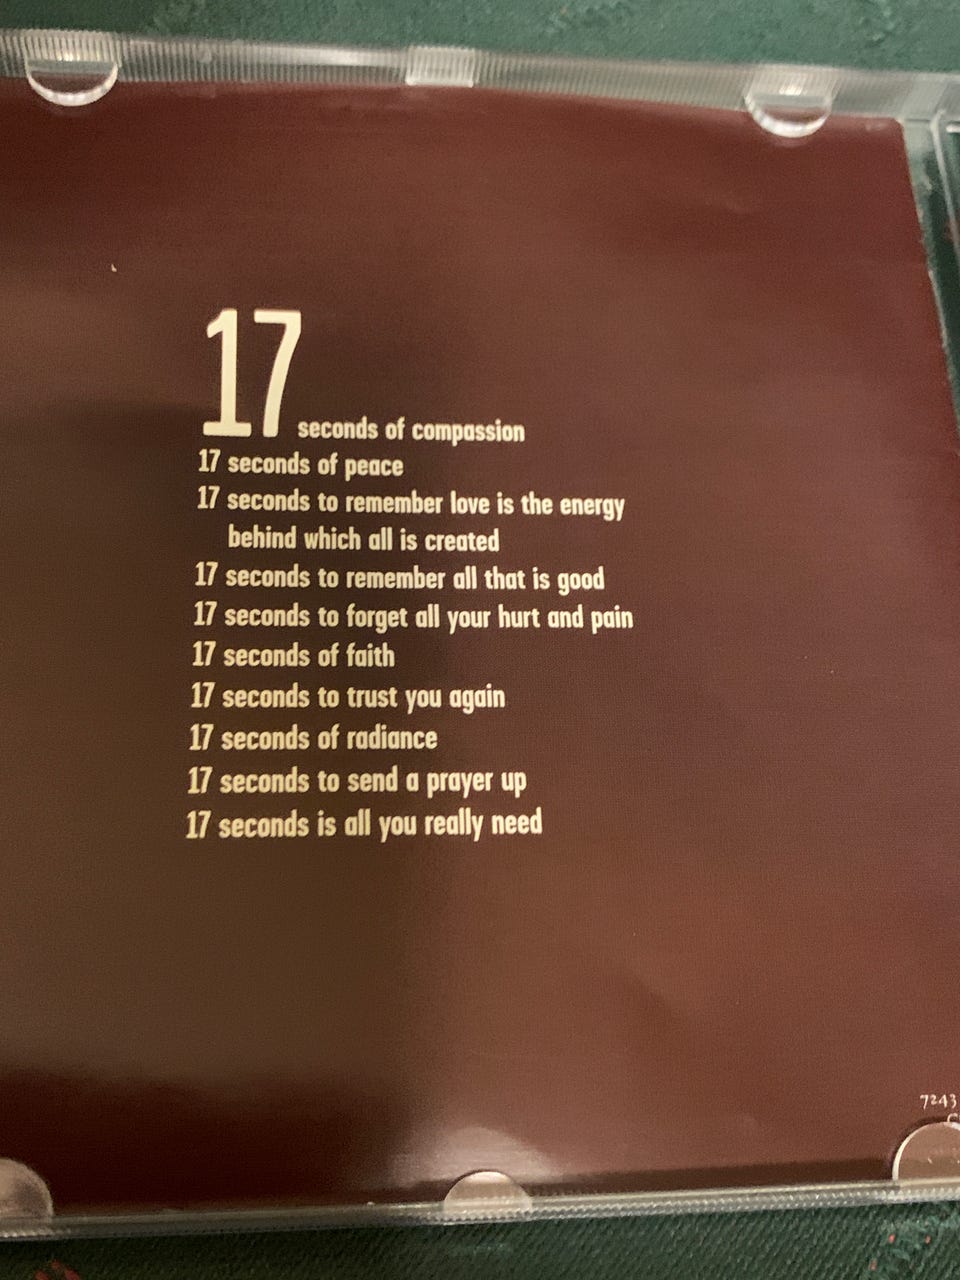 17 seconds of compassion
17 seconds of peace
17 seconds to remember love is the energy
behind which all is created
17 seconds to remember all that is good
17 seconds to forget all your hurt and pain
17 seconds of faith
17 seconds to trust you again
17 seconds of radiance
17 seconds to send a prayer up
17 seconds is all you really need
7243